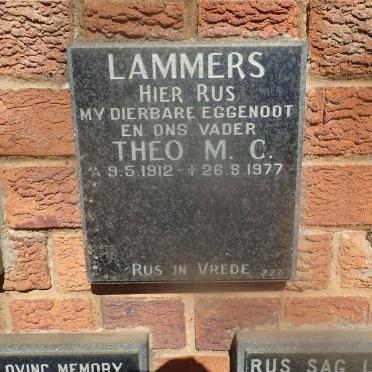 LAMMERS
HIER RUS
MY DIERBARE EGGENOOT
EN ONS VADER
THEO M. C.
* 9.5.1912 - † 26.8.1977
RUS IN VREDE
227
OVING MEMORY
RUS SAG L